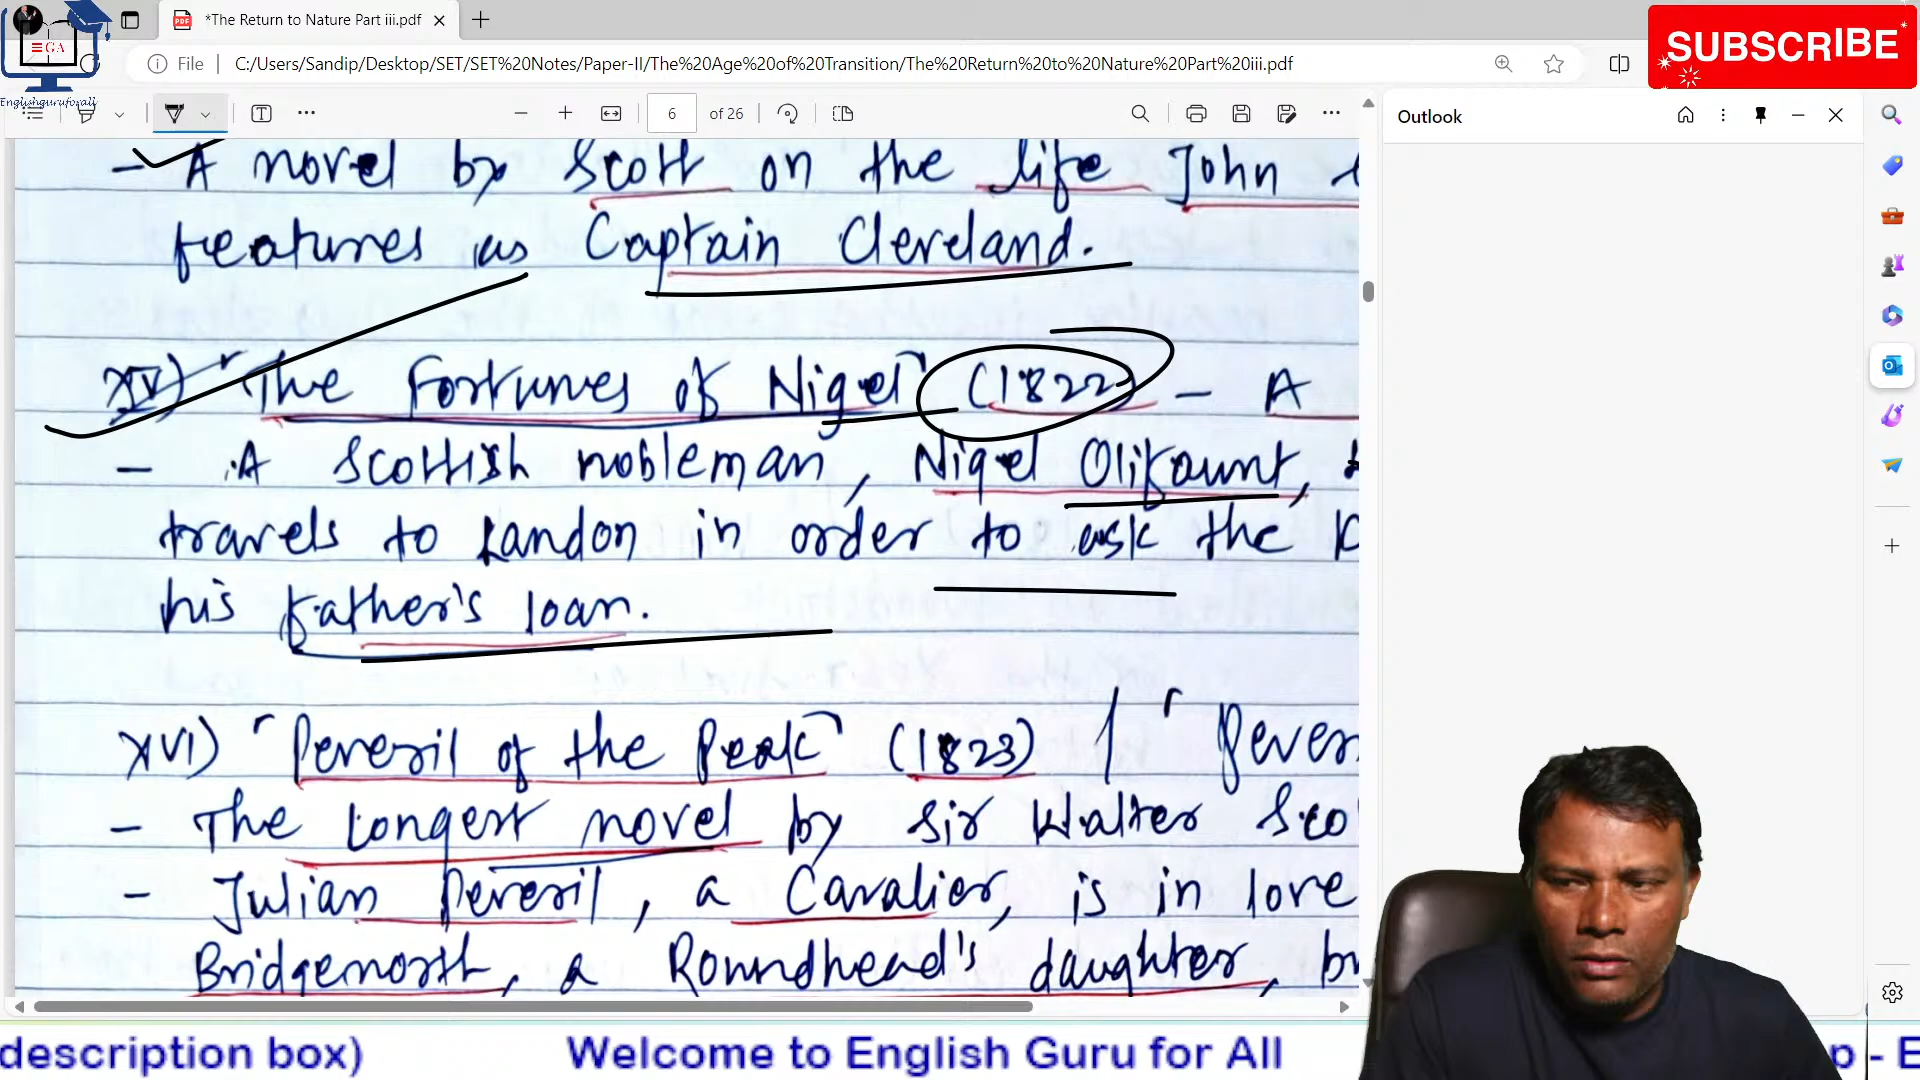 *The Return to Nature Part iii.pdf
GA
Englishguruforall
File C:/Users/Sandip/Desktop/SET/SET%20Notes/Paper-II/The%20Age%20of%20Transition/The%20Return%20to%20Nature%20Part%20iii.pdf
SUBSCRIBE
6 of 26
Outlook
- A novel by Scott on the life John
features as Captain Cleveland.
XV) "The Fortunes of Nigel" (1822) - A
- A Scottish nobleman, Nigel Olifaunt,
travels to London in order to ask the
his father's loan.
XVI) "Peveril of the Peak" (1823) / "Pever
- The longest novel by Sir Walter Sco
- Julian Peveril, a Cavalier, is in love
Bridgenorth, a Roundhead's daughter, b
description box) Welcome to English Guru for All p - E